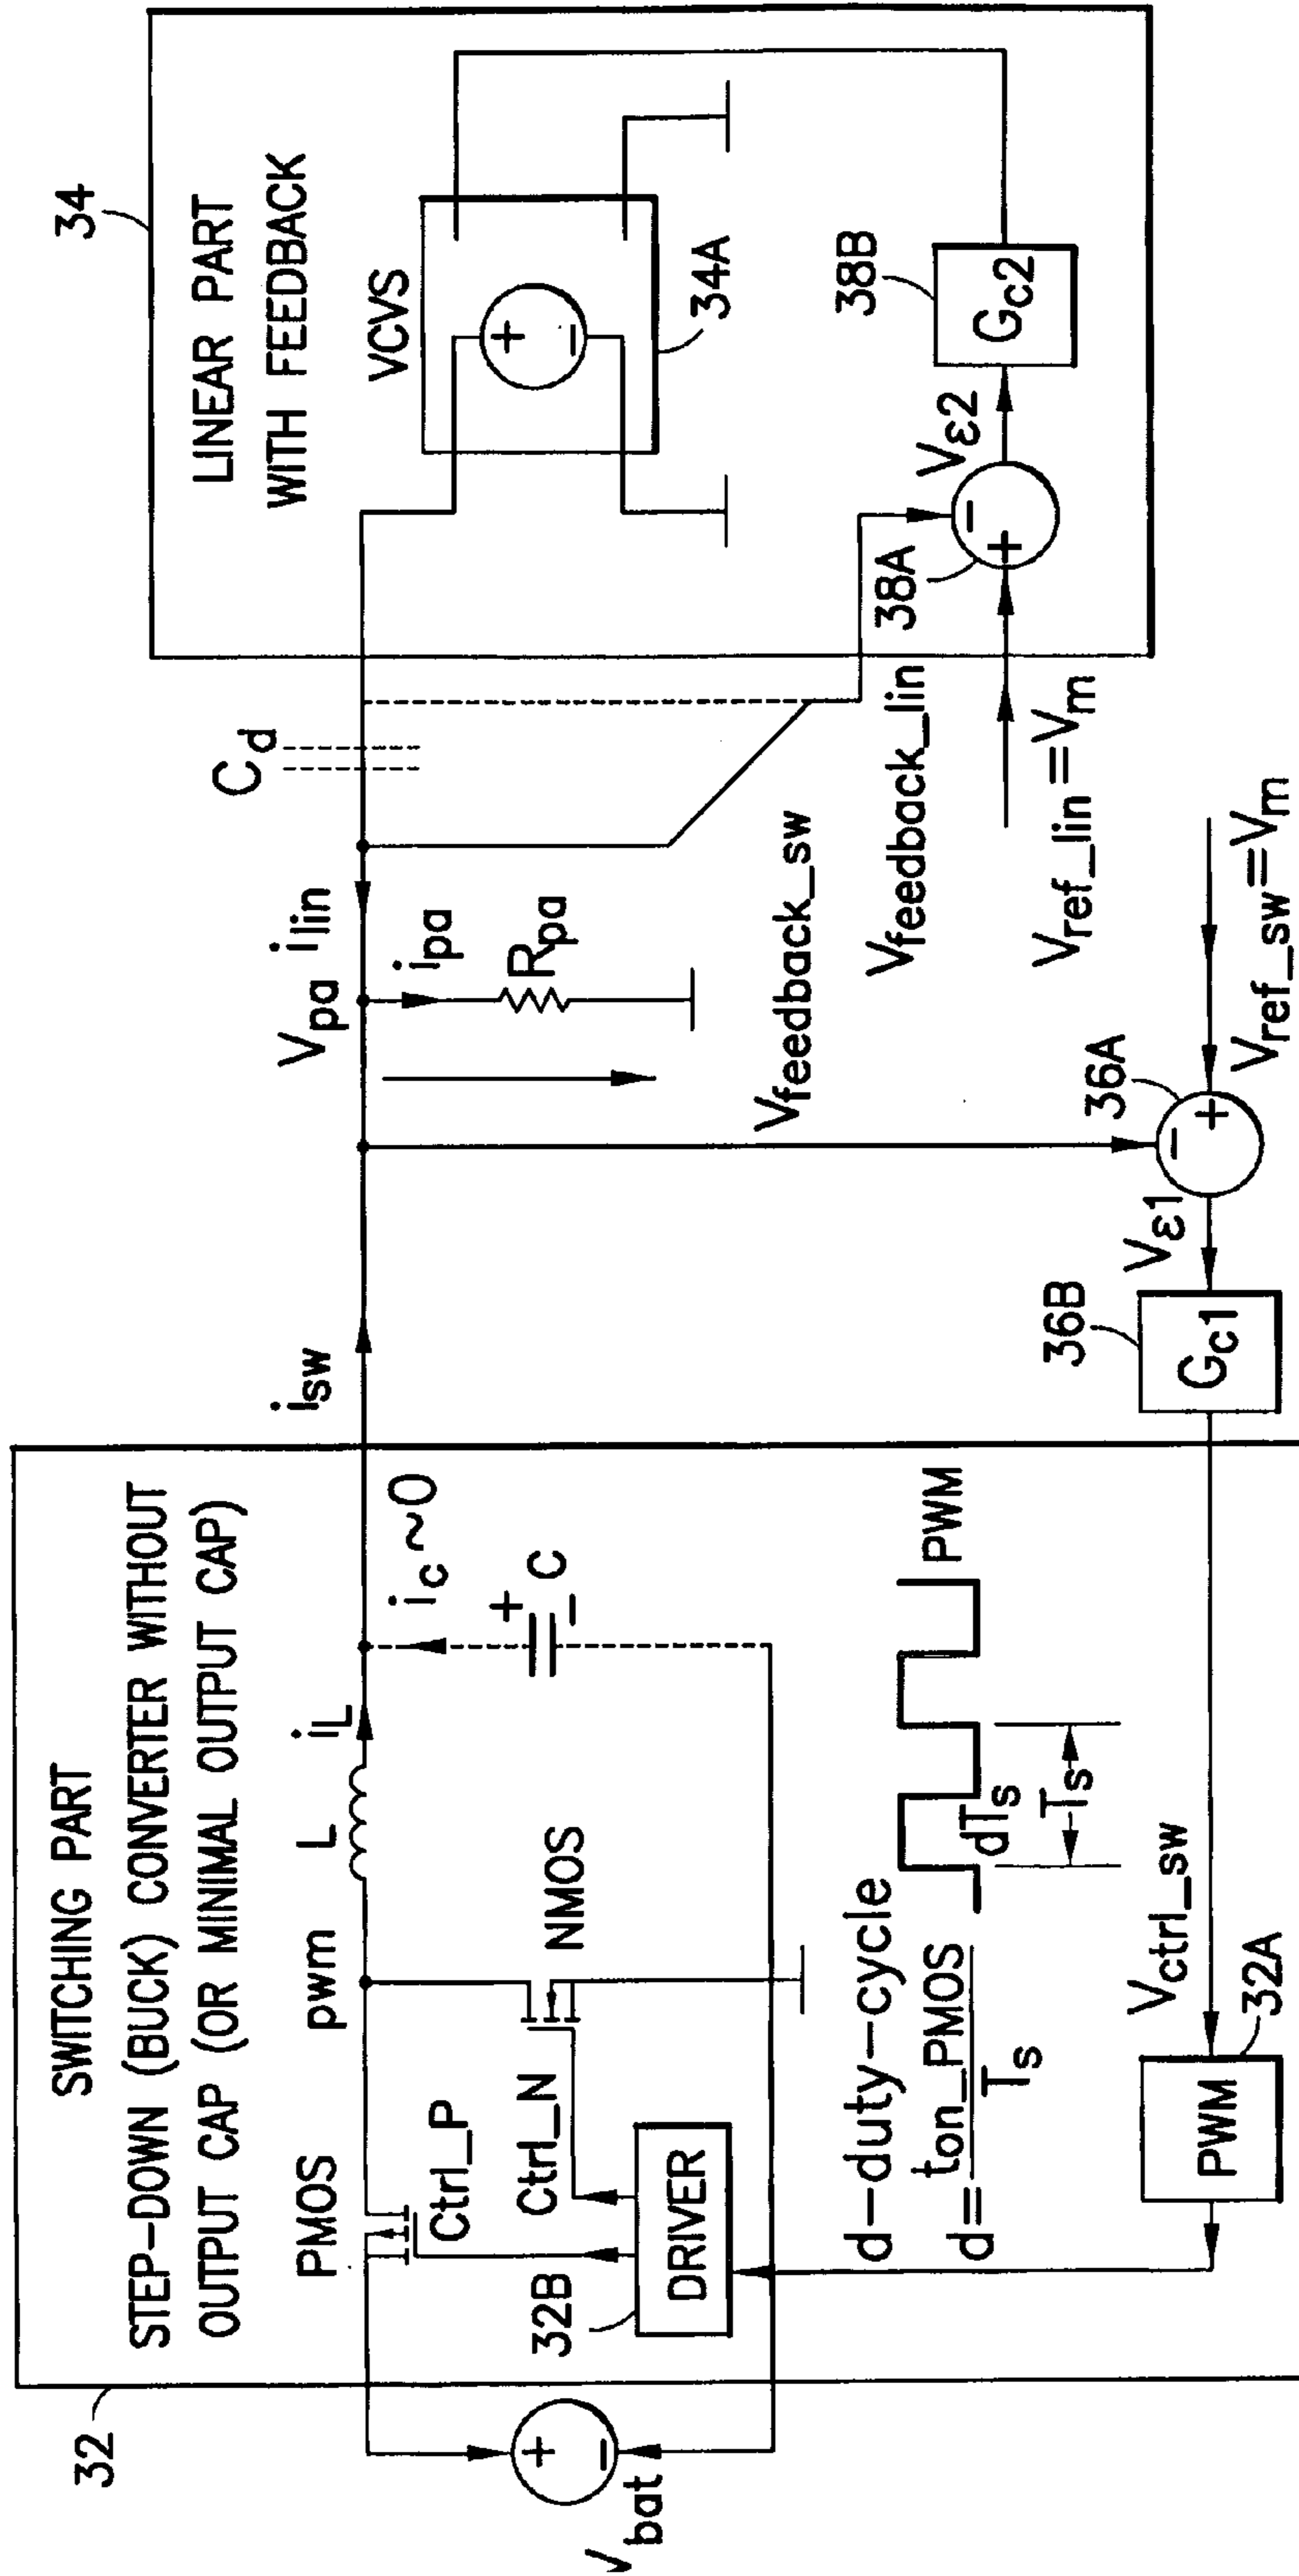 32
SWITCHING PART
STEP-DOWN (BUCK) CONVERTER WITHOUT
OUTPUT CAP (OR MINIMAL OUTPUT CAP)
PMOS
Ctrl_P
pwm
L
iL
ic ~0
+
C
-
NMOS
Ctrl_N
32B
DRIVER
Vbat
+
-
d-duty-cycle
d= ton_PMOS
Ts
dTs
Ts
PWM
Vctrl_sw
PWM
32A
isw
36B
Gc1
Vε1
36A
-
+
Vref_sw=Vm
Vfeedback_sw
Vpa
ipa
Rpa
ilin
Cd
Vfeedback_lin
Vref_lin=Vm
34
LINEAR PART
WITH FEEDBACK
VCVS
+
-
34A
38A
-
+
Vε2
38B
Gc2